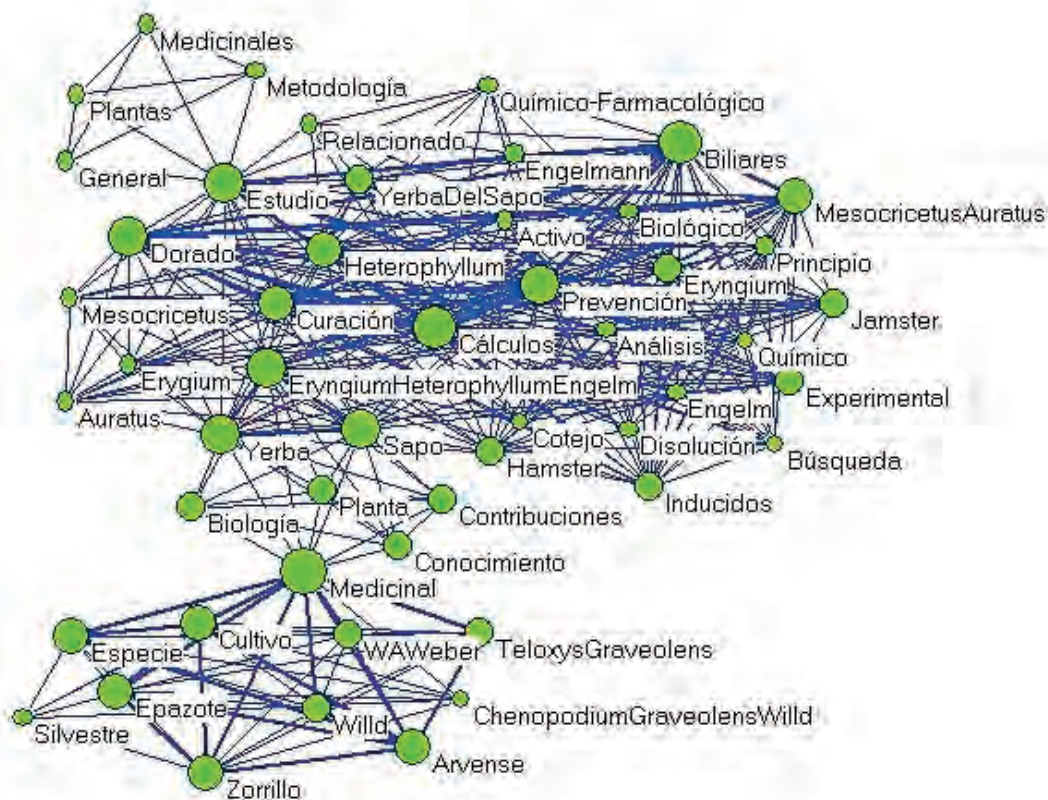 Medicinales
Metodología
Plantas
Químico-Farmacológico
Relacionado
Biliares
General
Engelmann
Estudio
YerbaDelSapo
MesocricetusAuratus
Biológico
Activo
Dorado
Principio
Heterophyllum
Eryngium
Prevención
Mesocricetus
Curación
Jamster
Cálculos
Análisis
Químico
Erygium
EryngiumHeterophyllumEngelm
Experimental
Engelm
Auratus
Yerba
Sapo
Cotejo
Disolución
Hamster
Búsqueda
Inducidos
Planta
Biología
Contribuciones
Conocimiento
Medicinal
Cultivo
Especie
WAWeber
TeloxysGraveolens
Epazote
ChenopodiumGraveolensWilld
Willd
Silvestre
Arvense
Zorrillo